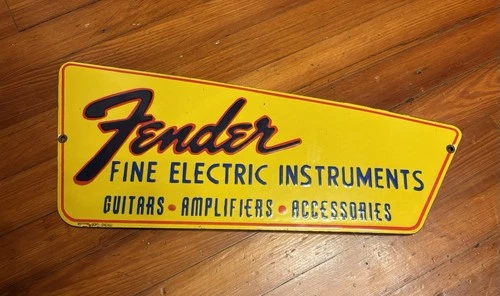 Fender
FINE ELECTRIC INSTRUMENTS
GUITARS • AMPLIFIERS • ACCESSORIES